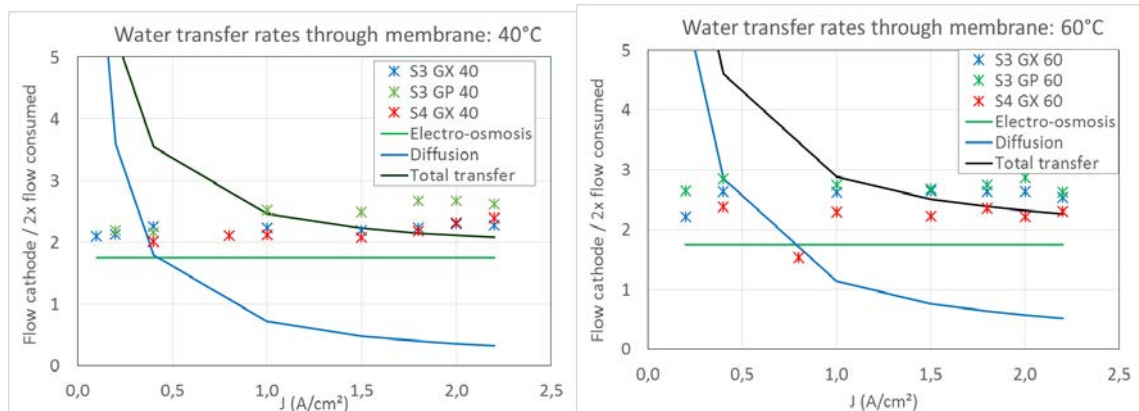 Water transfer rates through membrane: 40°C
Flow cathode / 2x flow consumed
5
4
3
2
1
0
0,0
0,5
1,0
1,5
2,0
J (A/cm²)
S3 GX 40
S3 GP 40
S4 GX 40
Electro-osmosis
Diffusion
Total transfer
Water transfer rates through membrane: 60°C
Flow cathode / 2x flow consumed
5
4
3
2
1
0
0,0
0,5
1,0
1,5
2,0
J (A/cm²)
S3 GX 60
S3 GP 60
S4 GX 60
Electro-osmosis
Diffusion
Total transfer